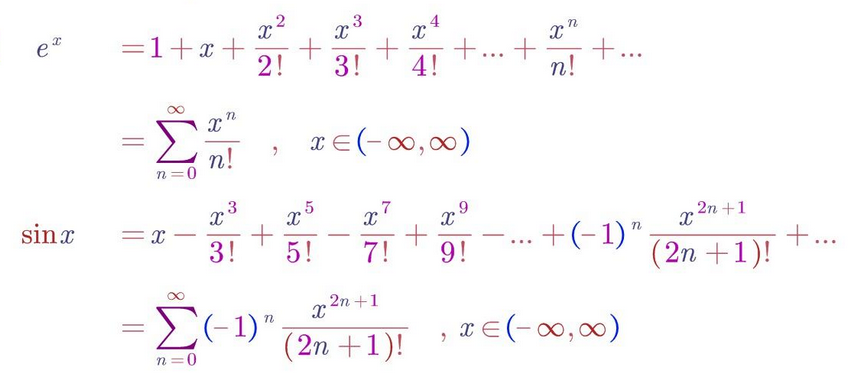 e^x = 1 + x + x^2/2! + x^3/3! + x^4/4! + ... + x^n/n! + ...
= ∑_{n=0}^{∞} x^n/n! , x ∈ (-∞,∞)
sin x = x - x^3/3! + x^5/5! - x^7/7! + x^9/9! - ... + (-1)^n x^{2n+1}/(2n+1)! + ...
= ∑_{n=0}^{∞} (-1)^n x^{2n+1}/(2n+1)! , x ∈ (-∞,∞)